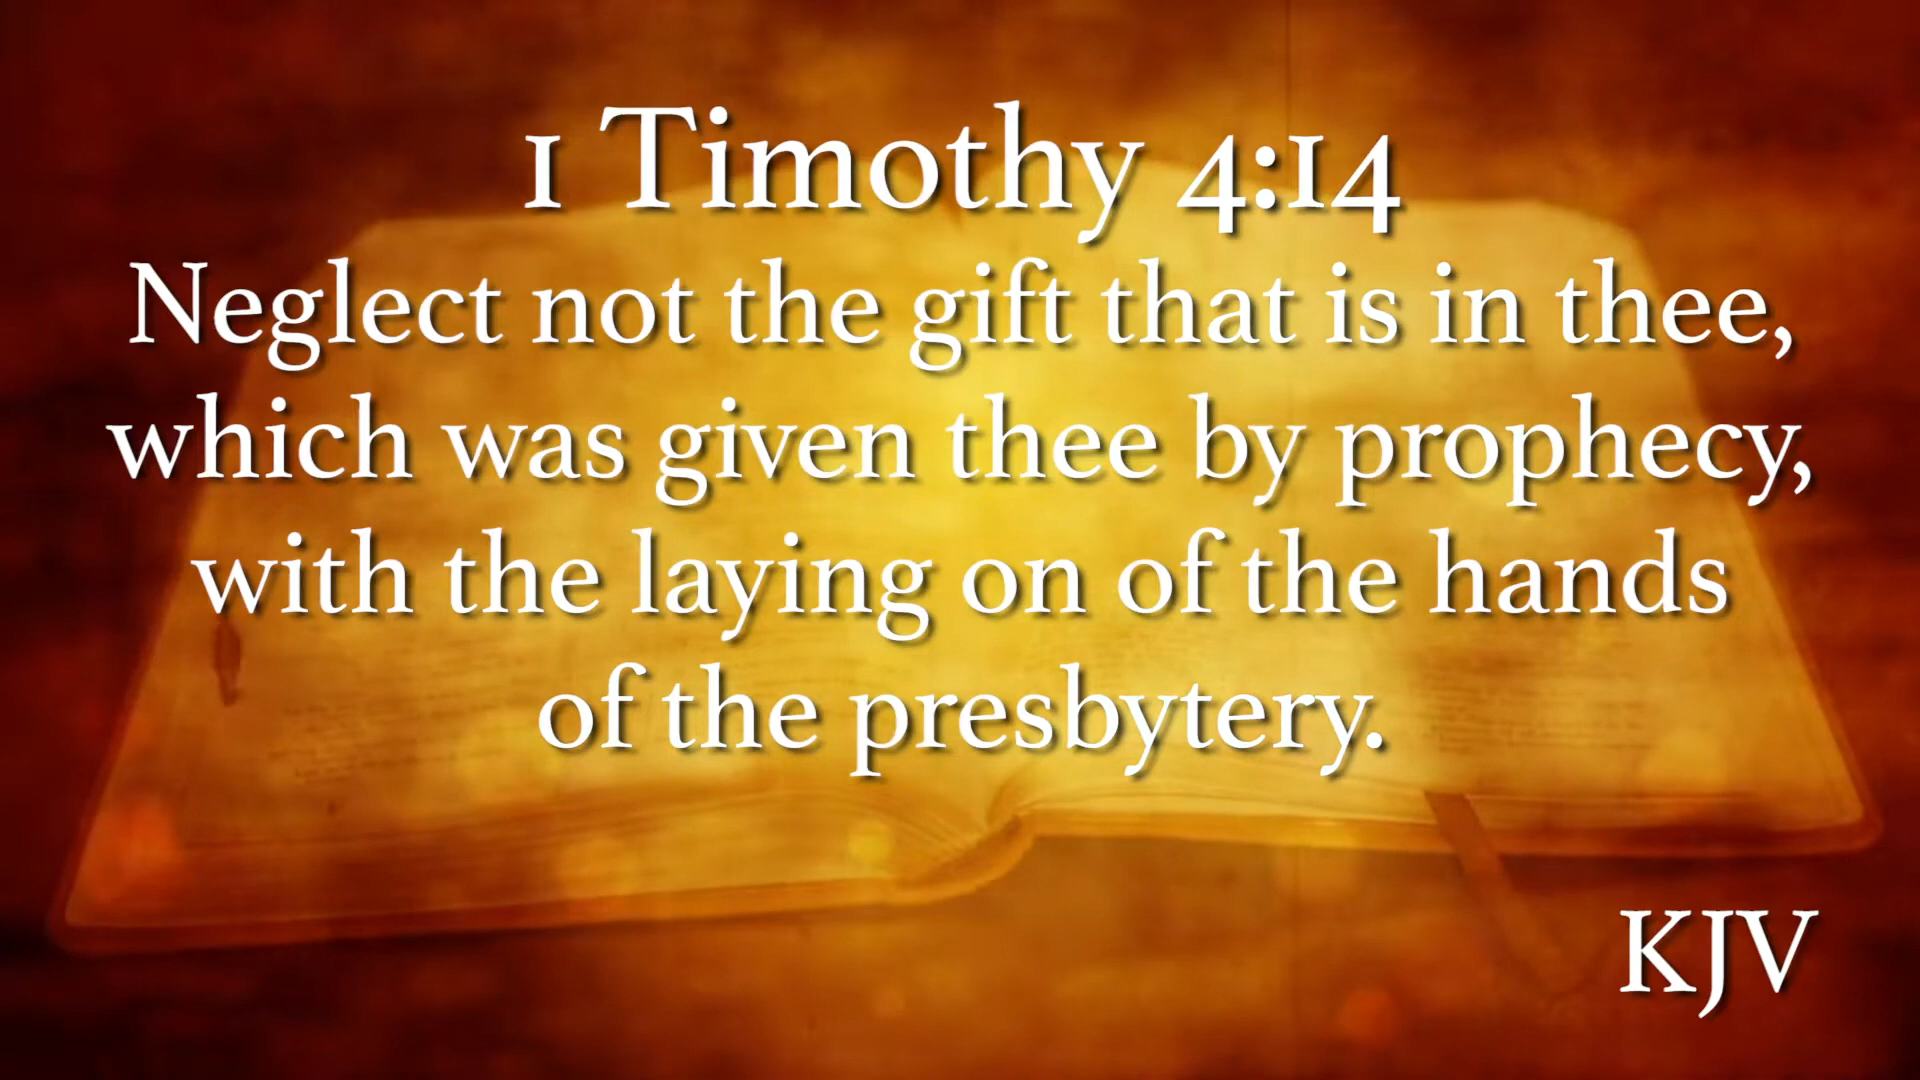 1 Timothy 4:14
Neglect not the gift that is in thee,
which was given thee by prophecy,
with the laying on of the hands
of the presbytery.
KJV